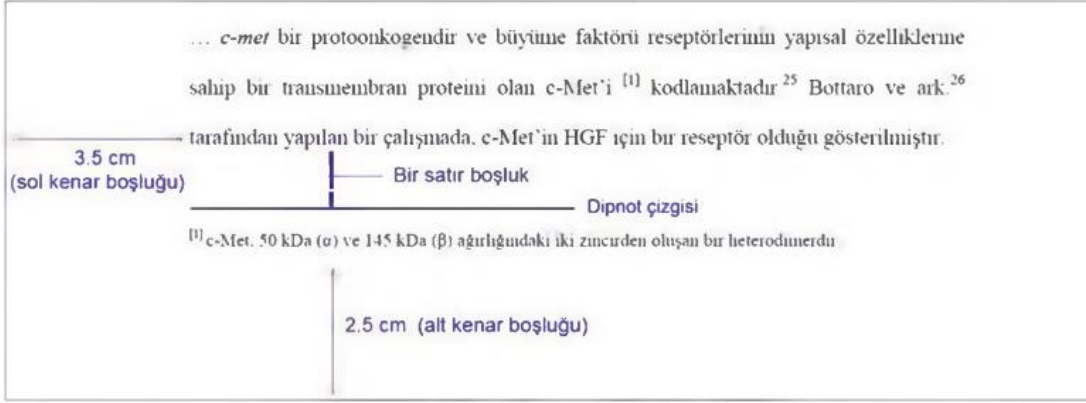 ... c-met bir protoonkogendir ve büyüme faktörü reseptörlerinin yapısal özelliklerine
sahip bir transmembran proteini olan c-Met'i [1] kodlamaktadır 25 Bottaro ve ark.26
tarafından yapılan bir çalışmada, c-Met'in HGF için bir reseptör olduğu gösterilmiştir.
3.5 cm
(sol kenar boşluğu)
Bir satır boşluk
Dipnot çizgisi
[1] c-Met, 50 kDa (α) ve 145 kDa (β) ağırlığındaki iki zincirden oluşan bir heterodimerdir
2.5 cm (alt kenar boşluğu)